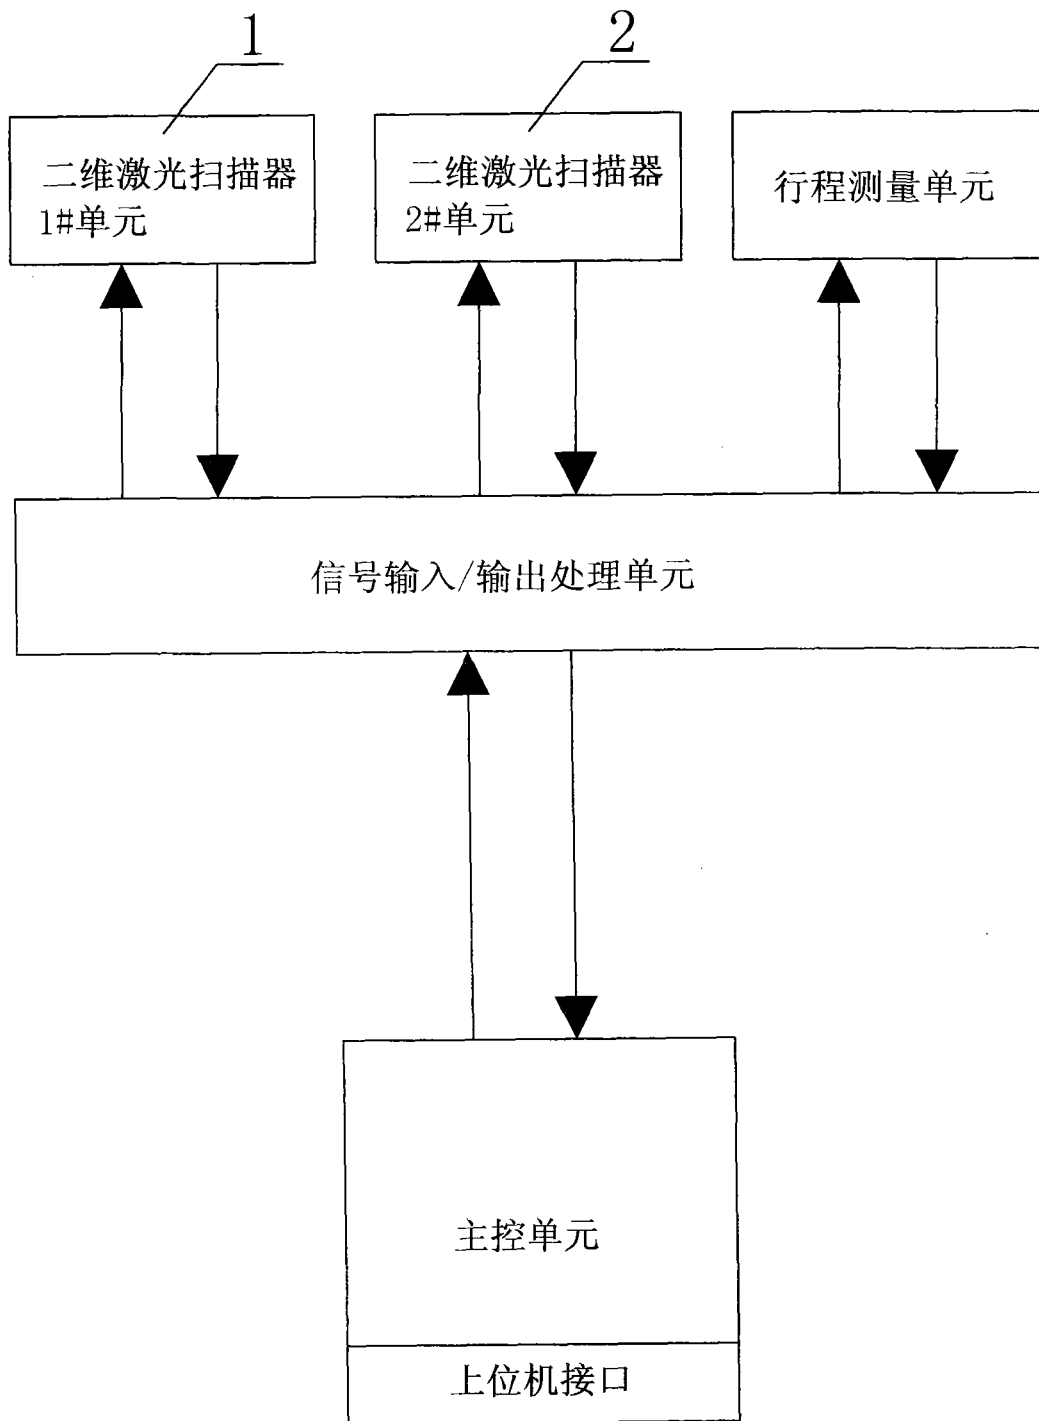 1
2
二维激光扫描器
1#单元
二维激光扫描器
2#单元
行程测量单元
信号输入/输出处理单元
主控单元
上位机接口